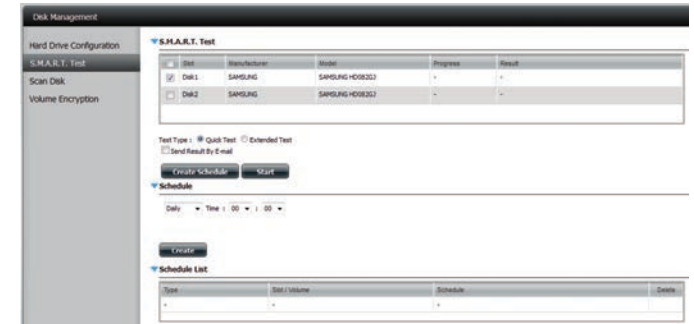 Disk Management
Hard Drive Configuration
S.M.A.R.T. Test
Scan Disk
Volume Encryption
S.M.A.R.T. Test
Slot Manufacturer Model Progress Result
Disk1 SAMSUNG SAMSUNG HD082GJ - -
Disk2 SAMSUNG SAMSUNG HD082GJ - -
Test Type : Quick Test Extended Test
Send Result By E-mail
Create Schedule Start
Schedule
Daily Time : 00 : 00
Create
Schedule List
Type Slot / Volume Schedule Delete
- - -